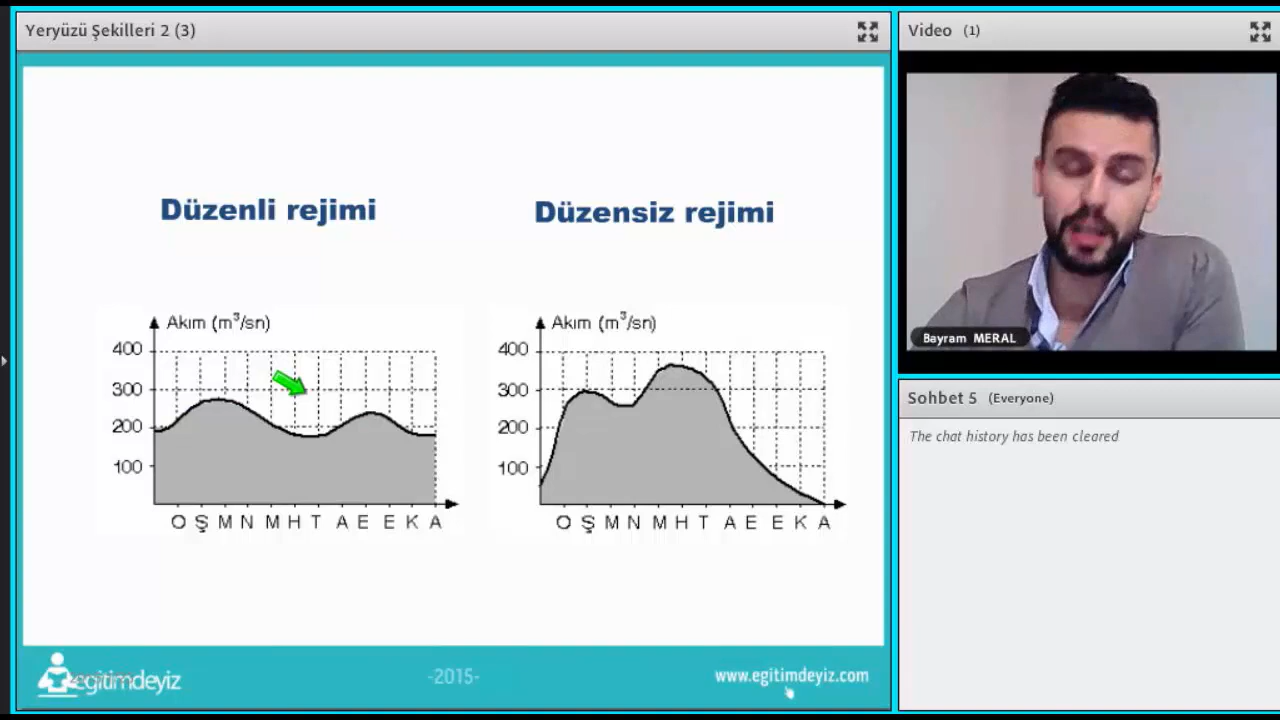 Yeryüzü Şekilleri 2 (3)
Düzenli rejimi
Düzensiz rejimi
Akım (m³/sn)
400
300
200
100
O Ş M N M H T A E E K A
Akım (m³/sn)
400
300
200
100
O Ş M N M H T A E E K A
egitimdeyiz
-2015-
www.egitimdeyiz.com
Video (1)
Bayram MERAL
Sohbet 5 (Everyone)
The chat history has been cleared